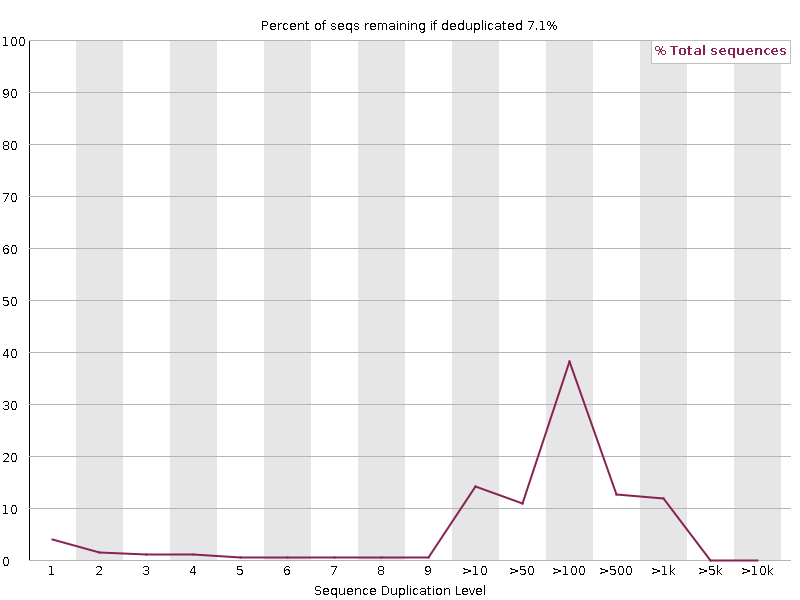 Percent of seqs remaining if deduplicated 7.1%
% Total sequences
100
90
80
70
60
50
40
30
20
10
0
1 2 3 4 5 6 7 8 9 >10 >50 >100 >500 >1k >5k >10k
Sequence Duplication Level